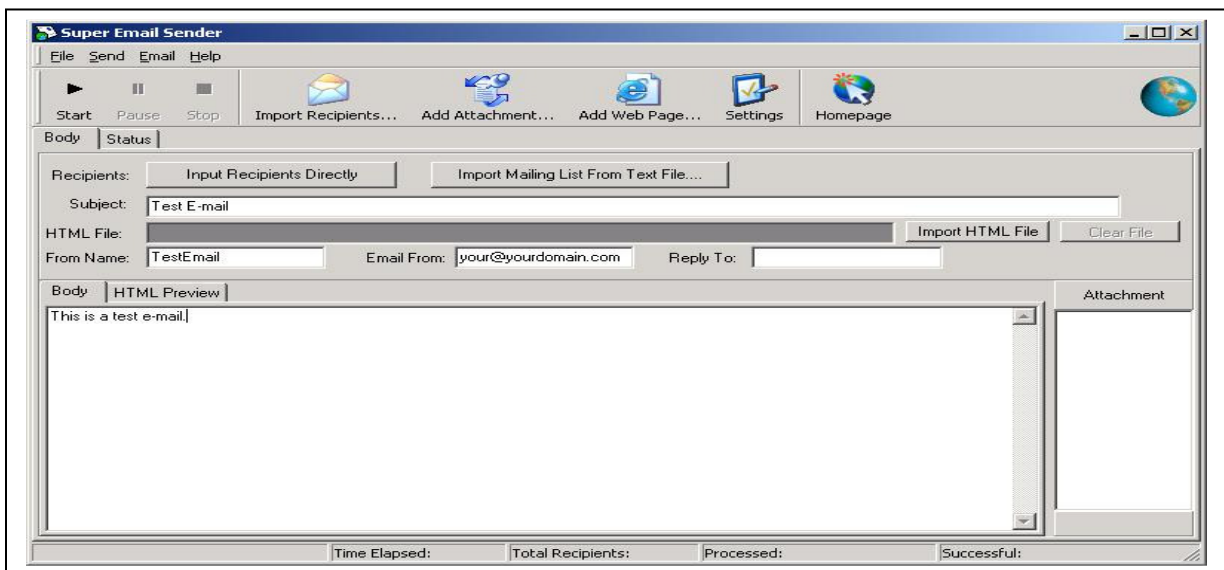 Super Email Sender
File Send Email Help
Start Pause Stop Import Recipients... Add Attachment... Add Web Page... Settings Homepage
Body Status
Recipients: Input Recipients Directly Import Mailing List From Text File....
Subject: Test E-mail
HTML File: Import HTML File Clear File
From Name: TestEmail Email From: your@yourdomain.com Reply To:
Body HTML Preview Attachment
This is a test e-mail.
Time Elapsed: Total Recipients: Processed: Successful: